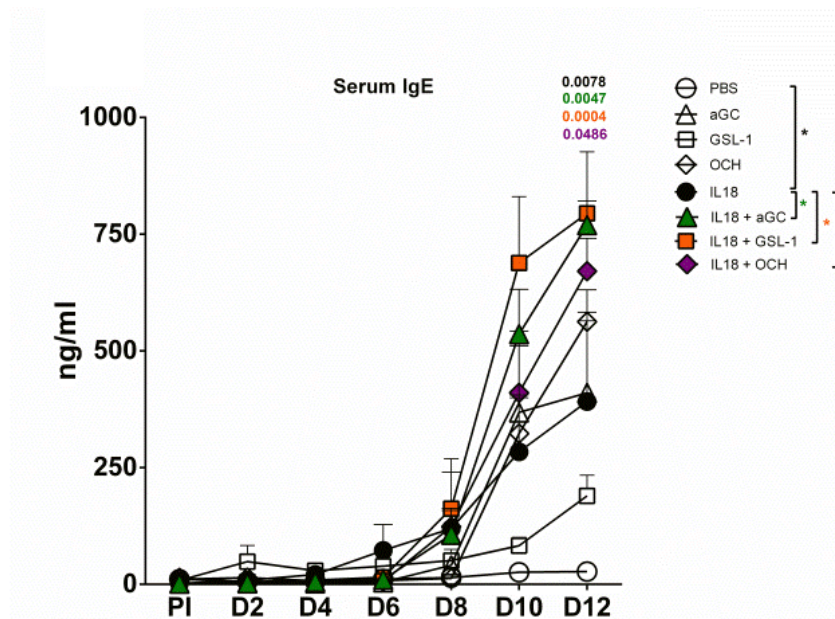 Serum IgE
0.0078
0.0047
0.0004
0.0486
PBS
aGC
GSL-1
OCH
IL18
IL18 + aGC
IL18 + GSL-1
IL18 + OCH
*
*
*
ng/ml
1000
750
500
250
0
PI D2 D4 D6 D8 D10 D12